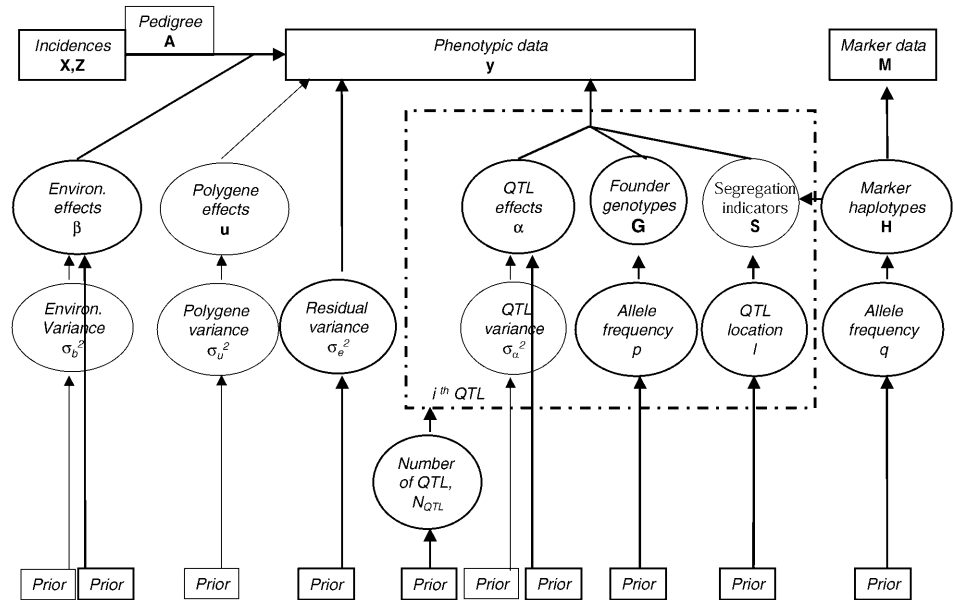 Pedigree
A
Incidences
X,Z
Phenotypic data
y
Marker data
M
Environ.
effects
β
Polygene
effects
u
QTL
effects
α
Founder
genotypes
G
Segregation
indicators
S
Marker
haplotypes
H
Environ.
Variance
σb²
Polygene
variance
σu²
Residual
variance
σe²
QTL
variance
σα²
Allele
frequency
p
QTL
location
l
Allele
frequency
q
i th QTL
Number
of QTL,
NQTL
Prior
Prior
Prior
Prior
Prior
Prior
Prior
Prior
Prior
Prior